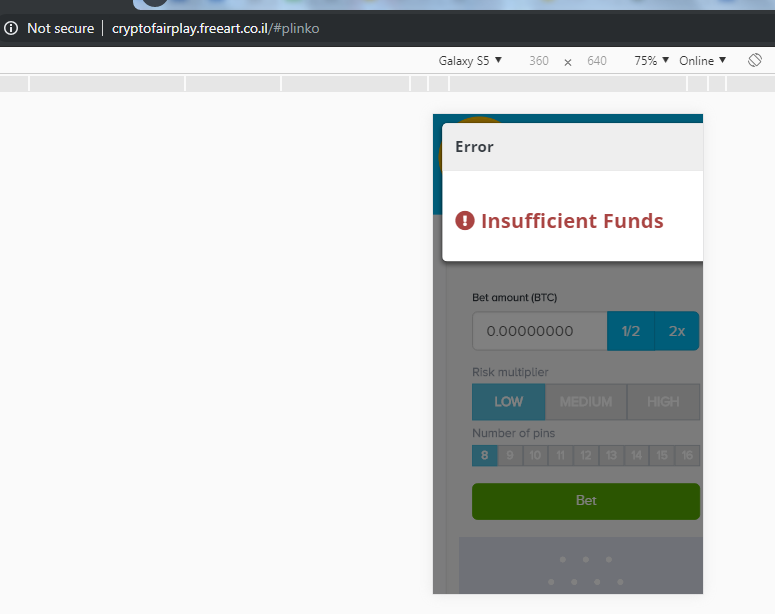 Not secure cryptofairplay.freeart.co.il/#plinko
Galaxy S5 360 × 640 75% Online
Error
Insufficient Funds
Bet amount (BTC)
0.00000000 1/2 2x
Risk multiplier
LOW MEDIUM HIGH
Number of pins
8 9 10 11 12 13 14 15 16
Bet